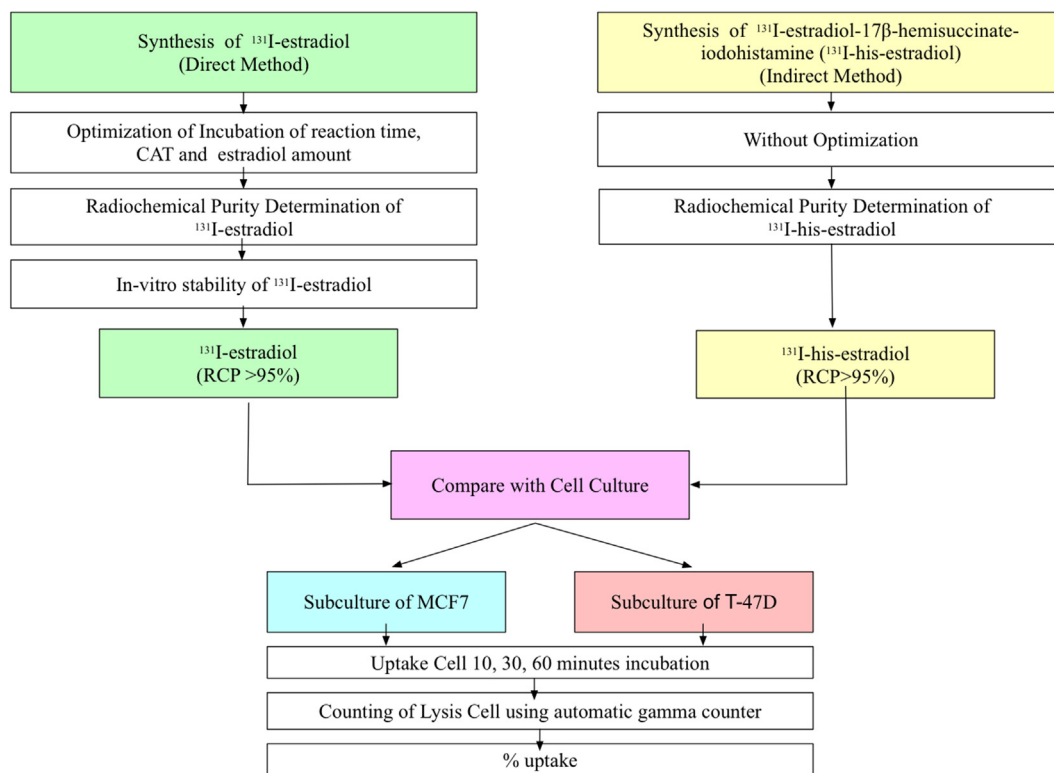 Synthesis of ¹³¹I-estradiol
(Direct Method)
Synthesis of ¹³¹I-estradiol-17β-hemisuccinate-
iodohistamine (¹³¹I-his-estradiol)
(Indirect Method)
Optimization of Incubation of reaction time,
CAT and estradiol amount
Without Optimization
Radiochemical Purity Determination of
¹³¹I-estradiol
Radiochemical Purity Determination of
¹³¹I-his-estradiol
In-vitro stability of ¹³¹I-estradiol
¹³¹I-estradiol
(RCP >95%)
¹³¹I-his-estradiol
(RCP>95%)
Compare with Cell Culture
Subculture of MCF7
Subculture of T-47D
Uptake Cell 10, 30, 60 minutes incubation
Counting of Lysis Cell using automatic gamma counter
% uptake